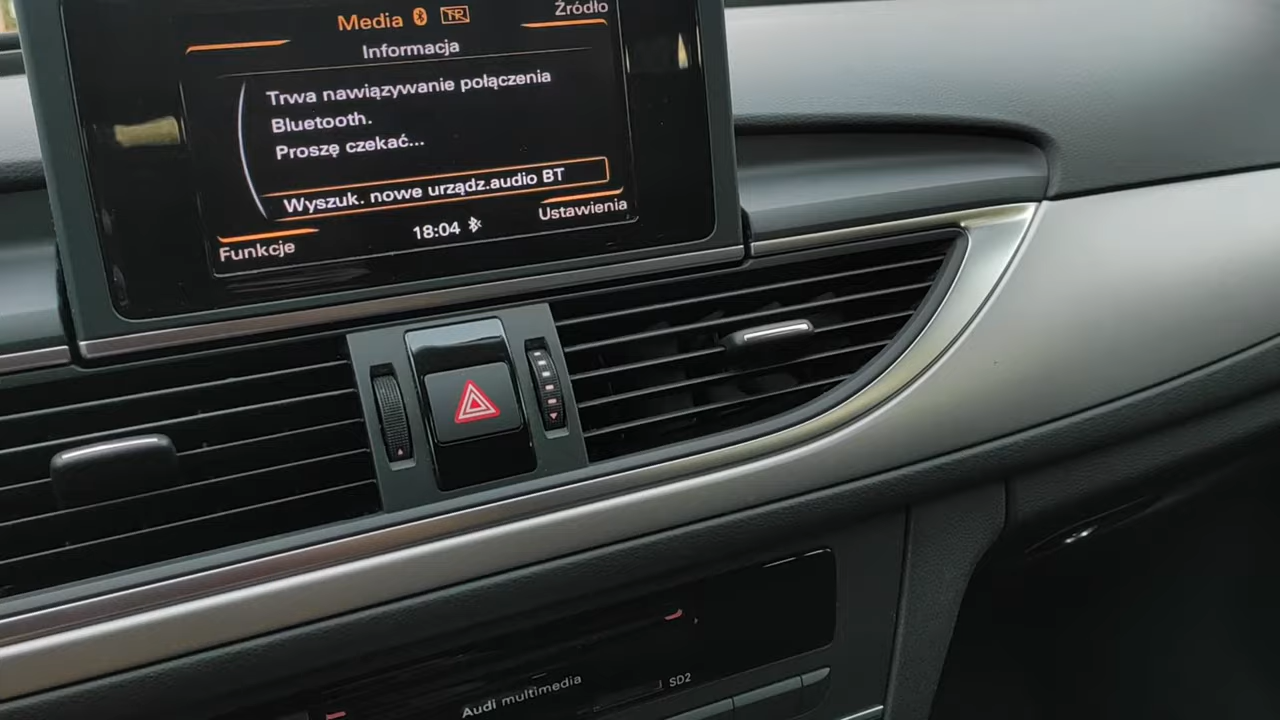 Media TP
Źródło
Informacja
Trwa nawiązywanie połączenia
Bluetooth.
Proszę czekać...
Wyszuk. nowe urządz.audio BT
Funkcje
18:04
Ustawienia
Audi multimedia
SD2